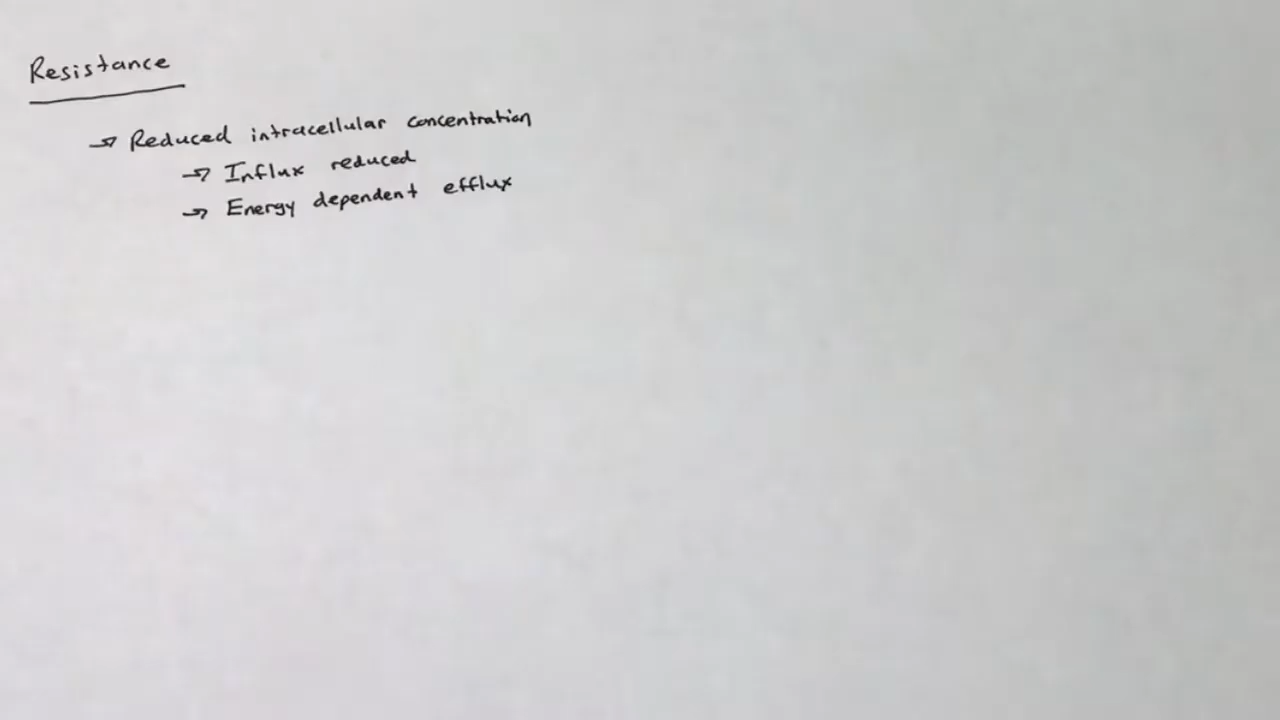 Resistance
→ Reduced intracellular concentration
→ Influx reduced
→ Energy dependent efflux